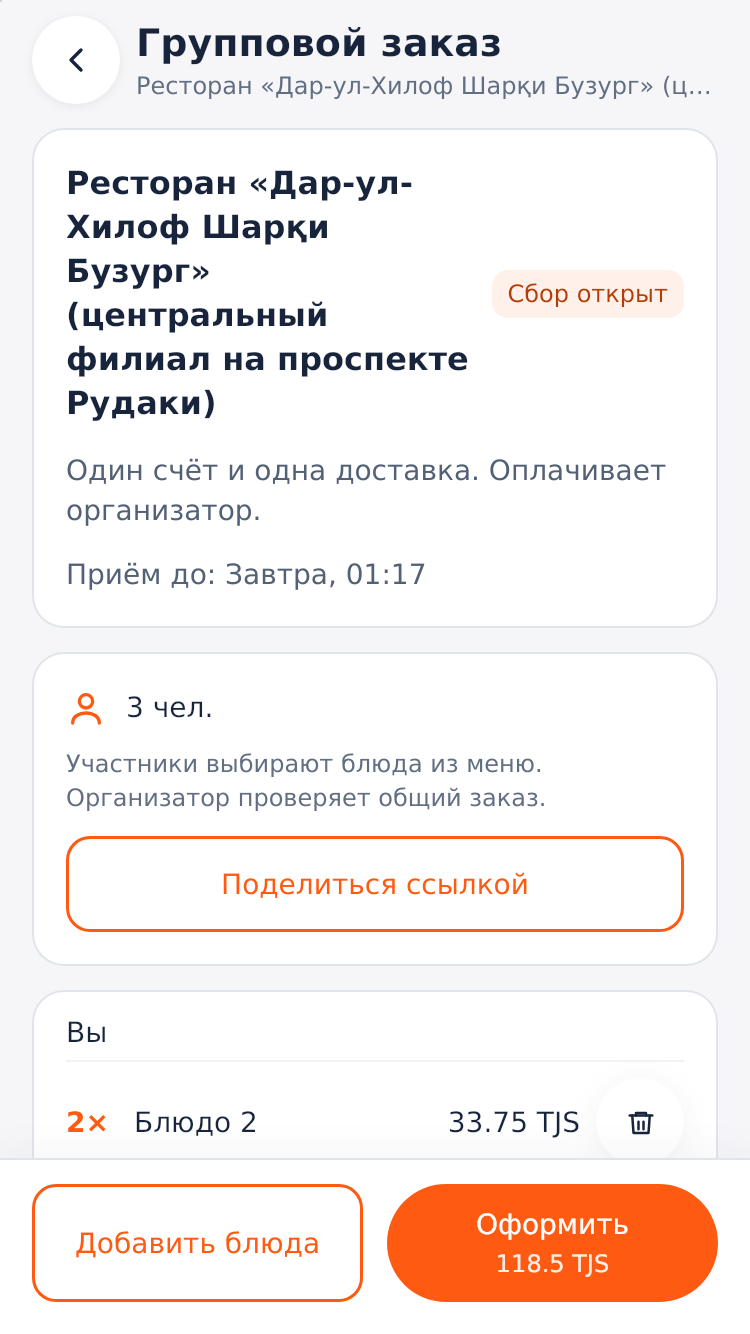 Групповой заказ
Ресторан «Дар-ул-Хилоф Шарқи Бузург» (ц...
Ресторан «Дар-ул-
Хилоф Шарқи
Бузург»
(центральный
филиал на проспекте
Рудаки)
Сбор открыт
Один счёт и одна доставка. Оплачивает
организатор.
Приём до: Завтра, 01:17
3 чел.
Участники выбирают блюда из меню.
Организатор проверяет общий заказ.
Поделиться ссылкой
Вы
2× Блюдо 2 33.75 TJS
Добавить блюда
Оформить
118.5 TJS